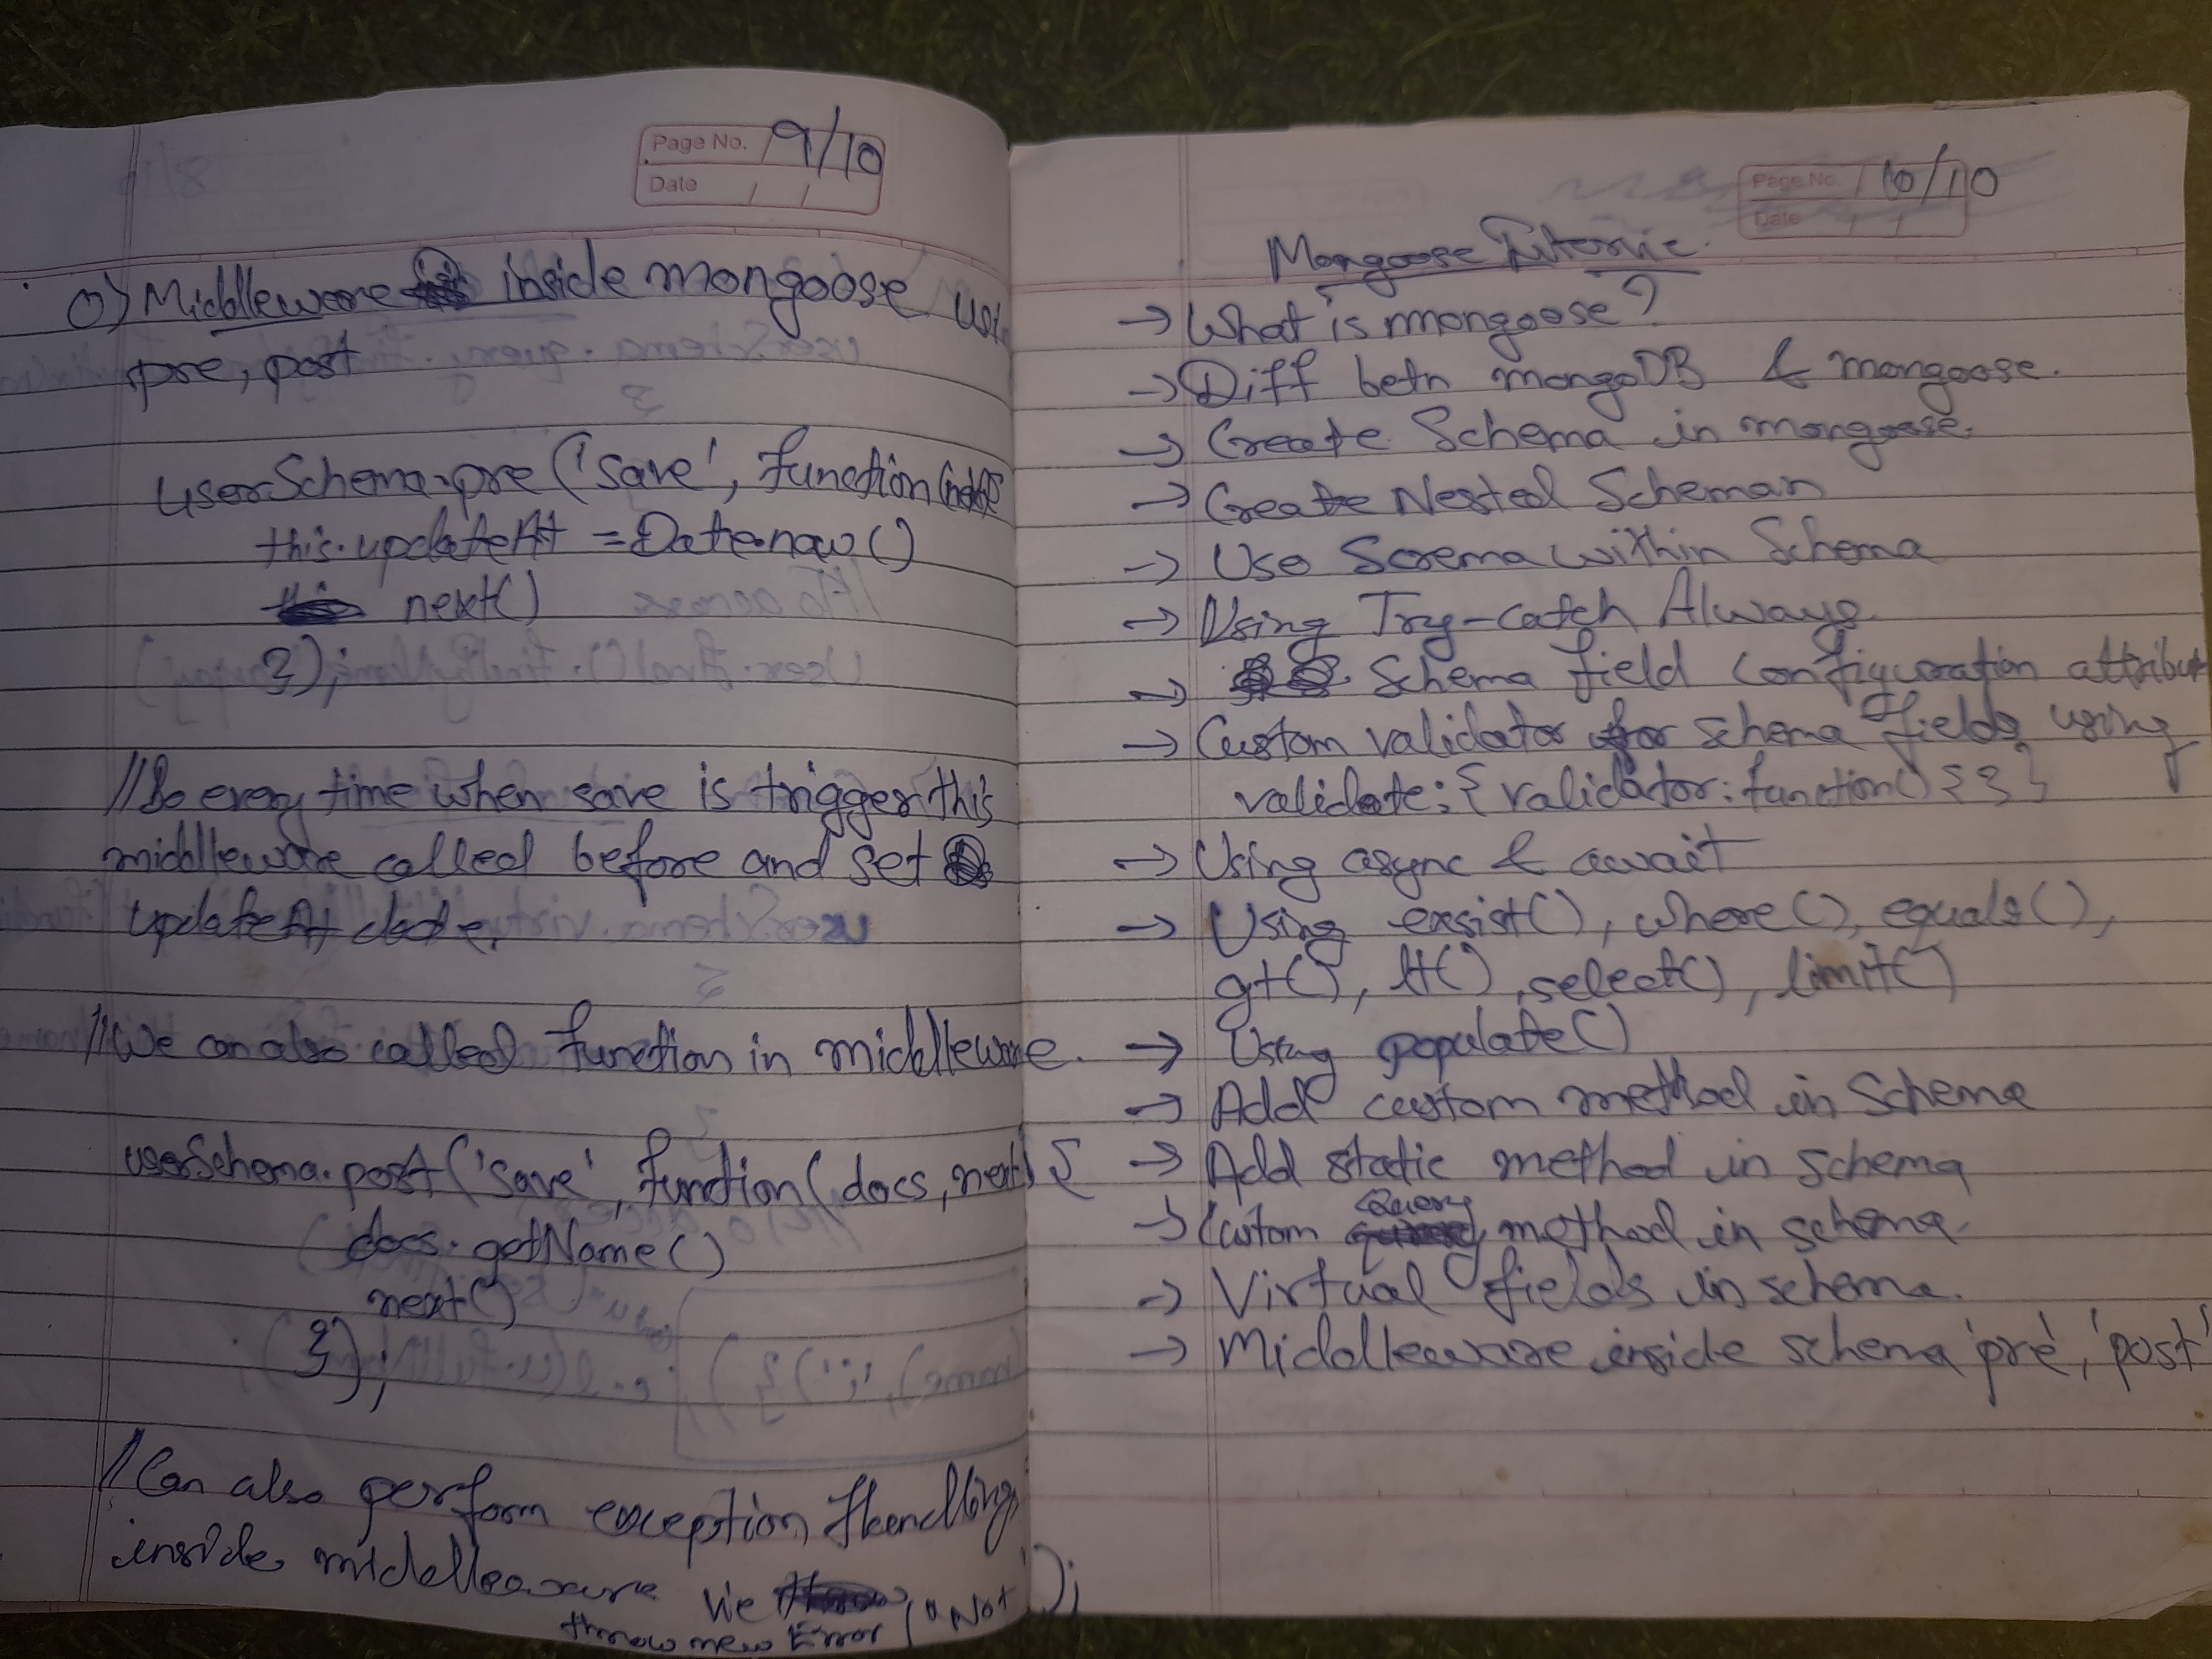 Page No. 9/10
Date / /
0) Middleware inside mongoose
pre, post
userSchema.pre('save', function(next
this.updateAt = Date.now()
next()
});
//So every time when save is trigger this
middleware called before and set
updateAt date.
//We can also called function in middleware.
userSchema.post('save', function(docs, next) {
docs.getName()
next()
});
//Can also perform exception Handling
inside middleware We
throw new Error("Not ");
Page No. 10/10
Date / /
Mongoose
→ What is mongoose?
→ Diff betn mongoDB & mongoose.
→ Create Schema in mongoose.
→ Create Nested Scheman
→ Use Screma within Schema
→ Using Try-catch Always.
→ Schema field configuration attribut
→ Custom validator for schema fields using
validate: { validator: function() { } }
→ Using async & await
→ Using exsist(), where(), equals(),
gt(), lt(), select(), limit()
→ Using populate()
→ Add custom method in Schema
→ Add static method in schema
→ Custom Query method in schema.
→ Virtual fields in schema.
→ Middleware inside schema 'pre', 'post'